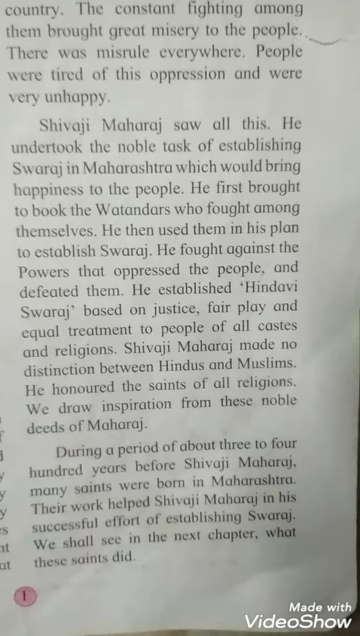 country. The constant fighting among
them brought great misery to the people.
There was misrule everywhere. People
were tired of this oppression and were
very unhappy.
Shivaji Maharaj saw all this. He
undertook the noble task of establishing
Swaraj in Maharashtra which would bring
happiness to the people. He first brought
to book the Watandars who fought among
themselves. He then used them in his plan
to establish Swaraj. He fought against the
Powers that oppressed the people, and
defeated them. He established ‘Hindavi
Swaraj’ based on justice, fair play and
equal treatment to people of all castes
and religions. Shivaji Maharaj made no
distinction between Hindus and Muslims.
He honoured the saints of all religions.
We draw inspiration from these noble
deeds of Maharaj.
During a period of about three to four
hundred years before Shivaji Maharaj,
many saints were born in Maharashtra.
Their work helped Shivaji Maharaj in his
successful effort of establishing Swaraj.
We shall see in the next chapter, what
these saints did.
1
Made with
VideoShow